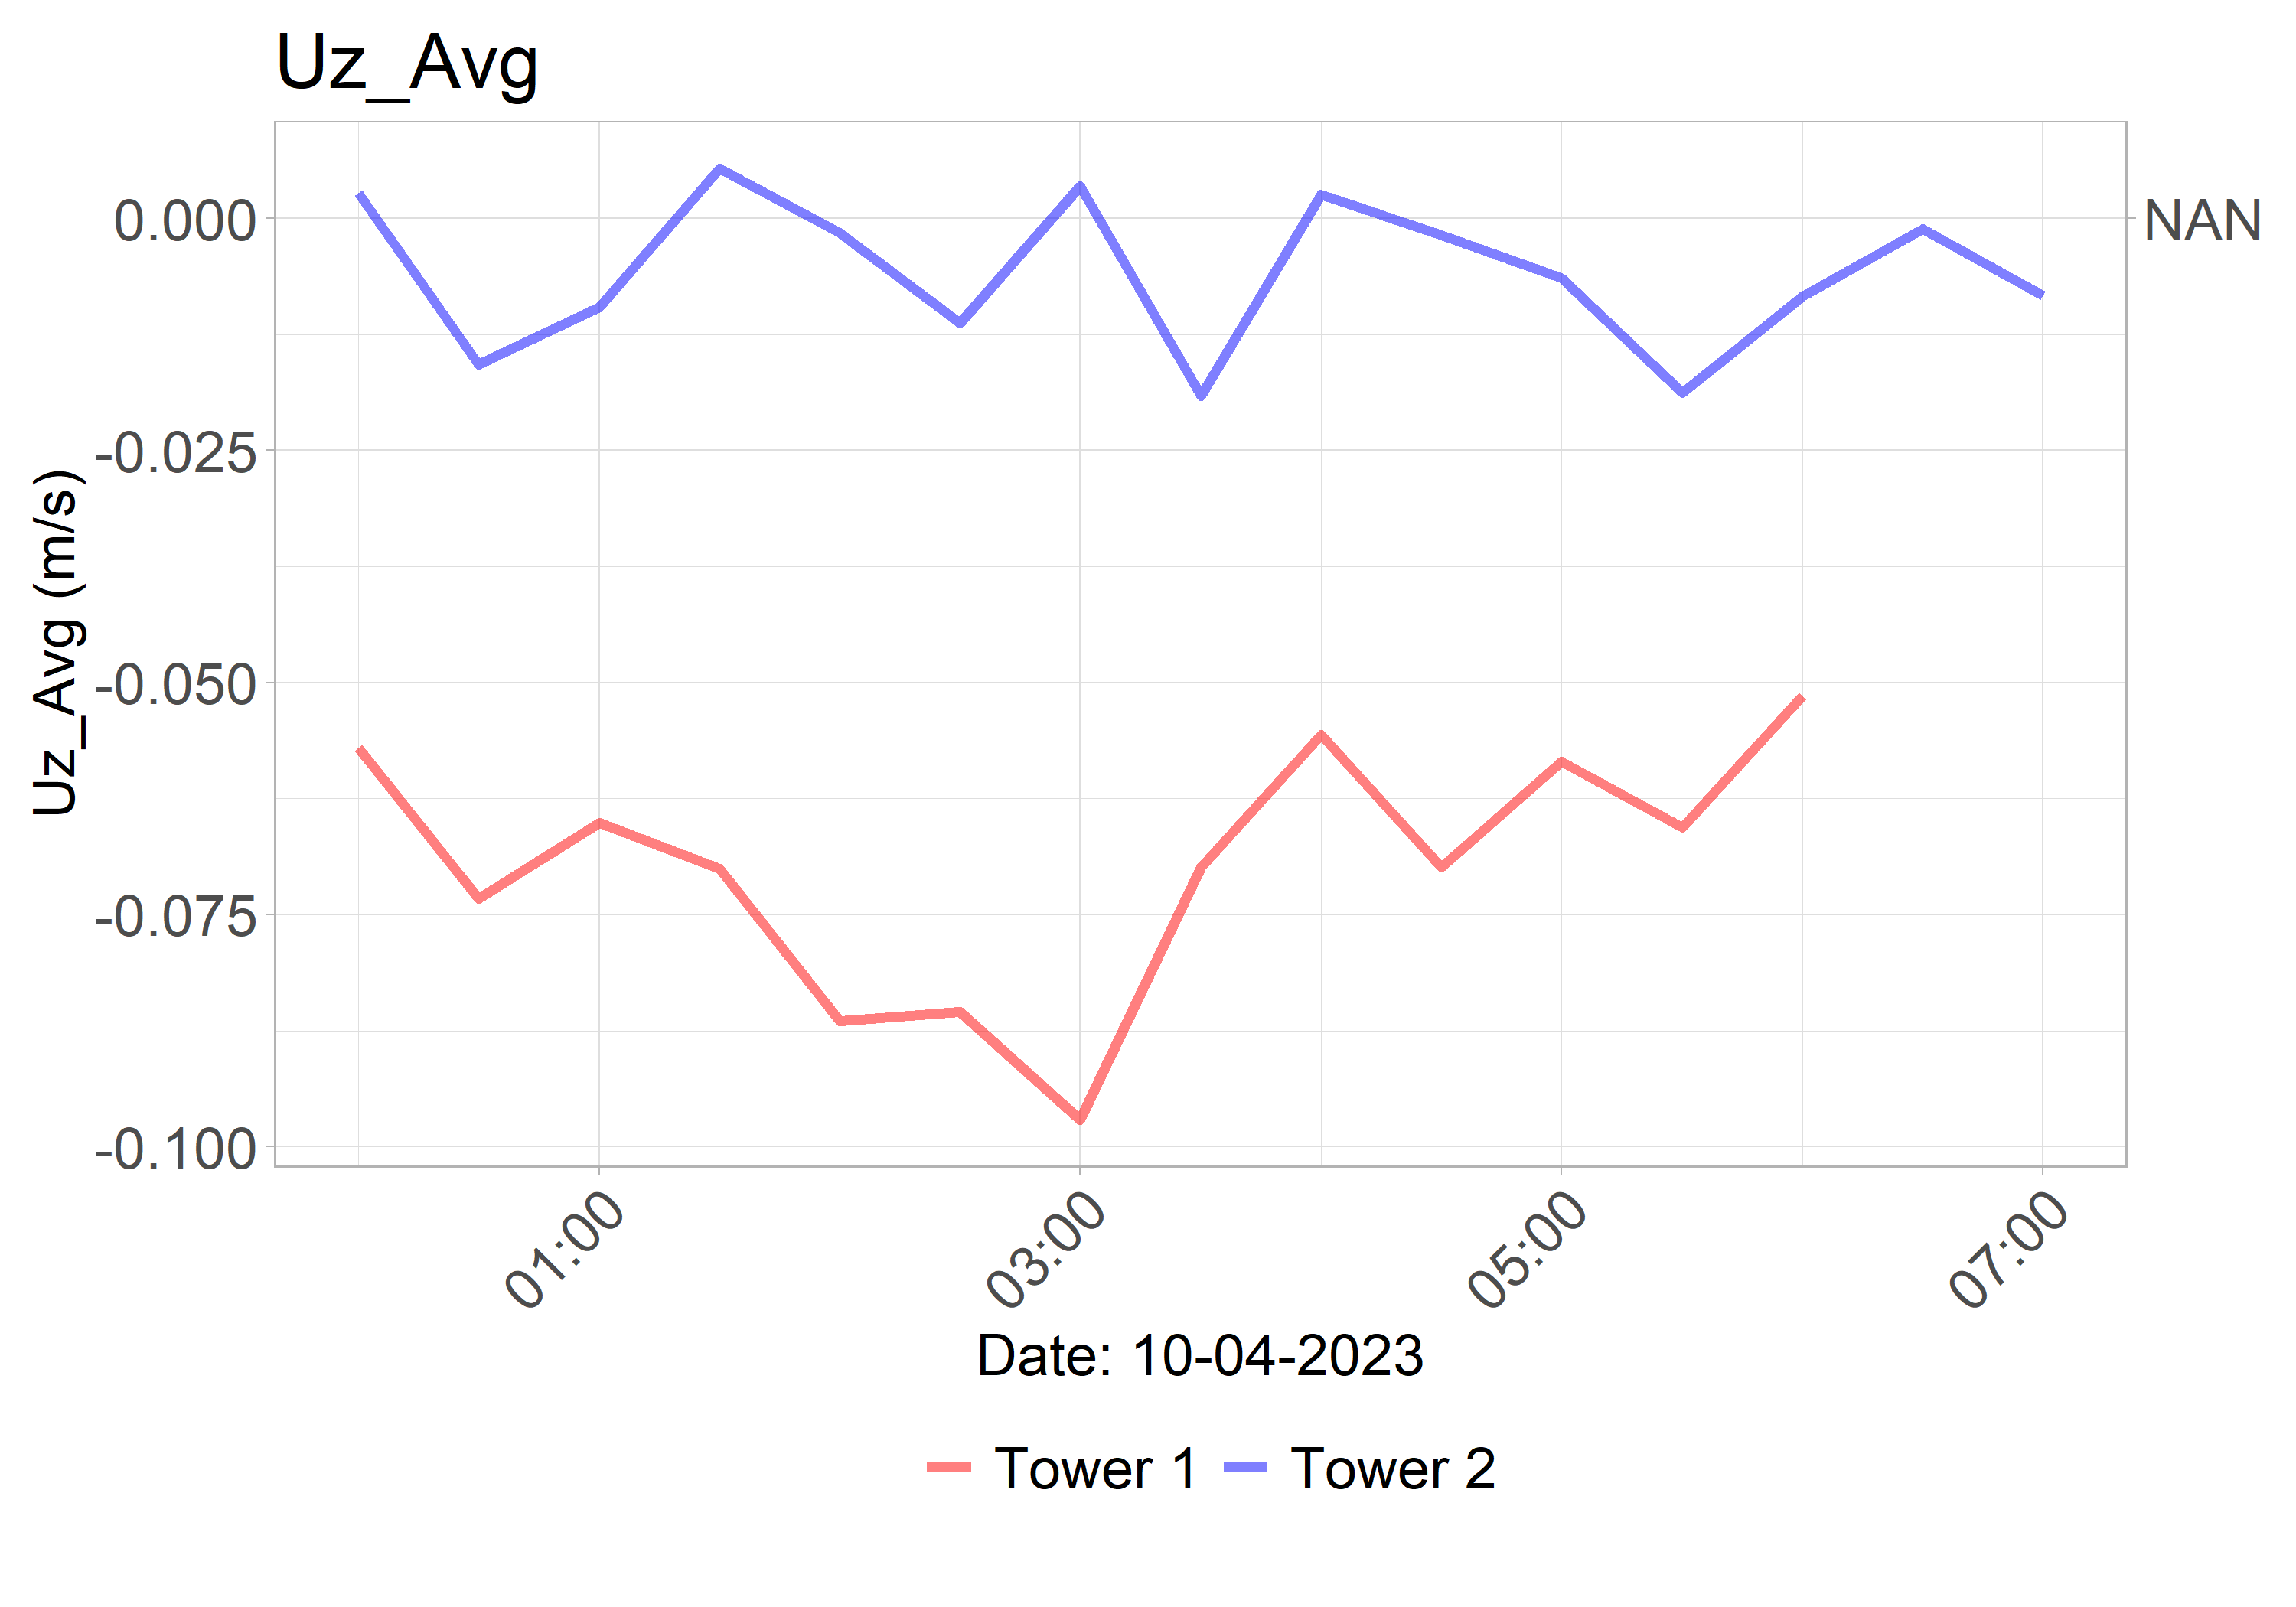 Uz_Avg
Uz_Avg (m/s)
0.000
-0.025
-0.050
-0.075
-0.100
NAN
01:00
03:00
05:00
07:00
Date: 10-04-2023
Tower 1
Tower 2